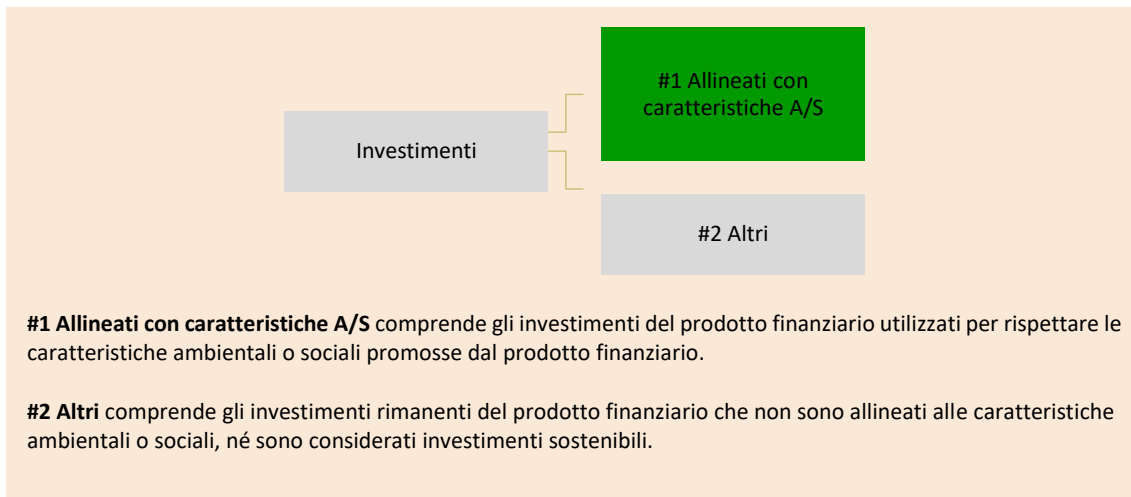 #1 Allineati con
caratteristiche A/S
Investimenti
#2 Altri
#1 Allineati con caratteristiche A/S comprende gli investimenti del prodotto finanziario utilizzati per rispettare le
caratteristiche ambientali o sociali promosse dal prodotto finanziario.
#2 Altri comprende gli investimenti rimanenti del prodotto finanziario che non sono allineati alle caratteristiche
ambientali o sociali, né sono considerati investimenti sostenibili.